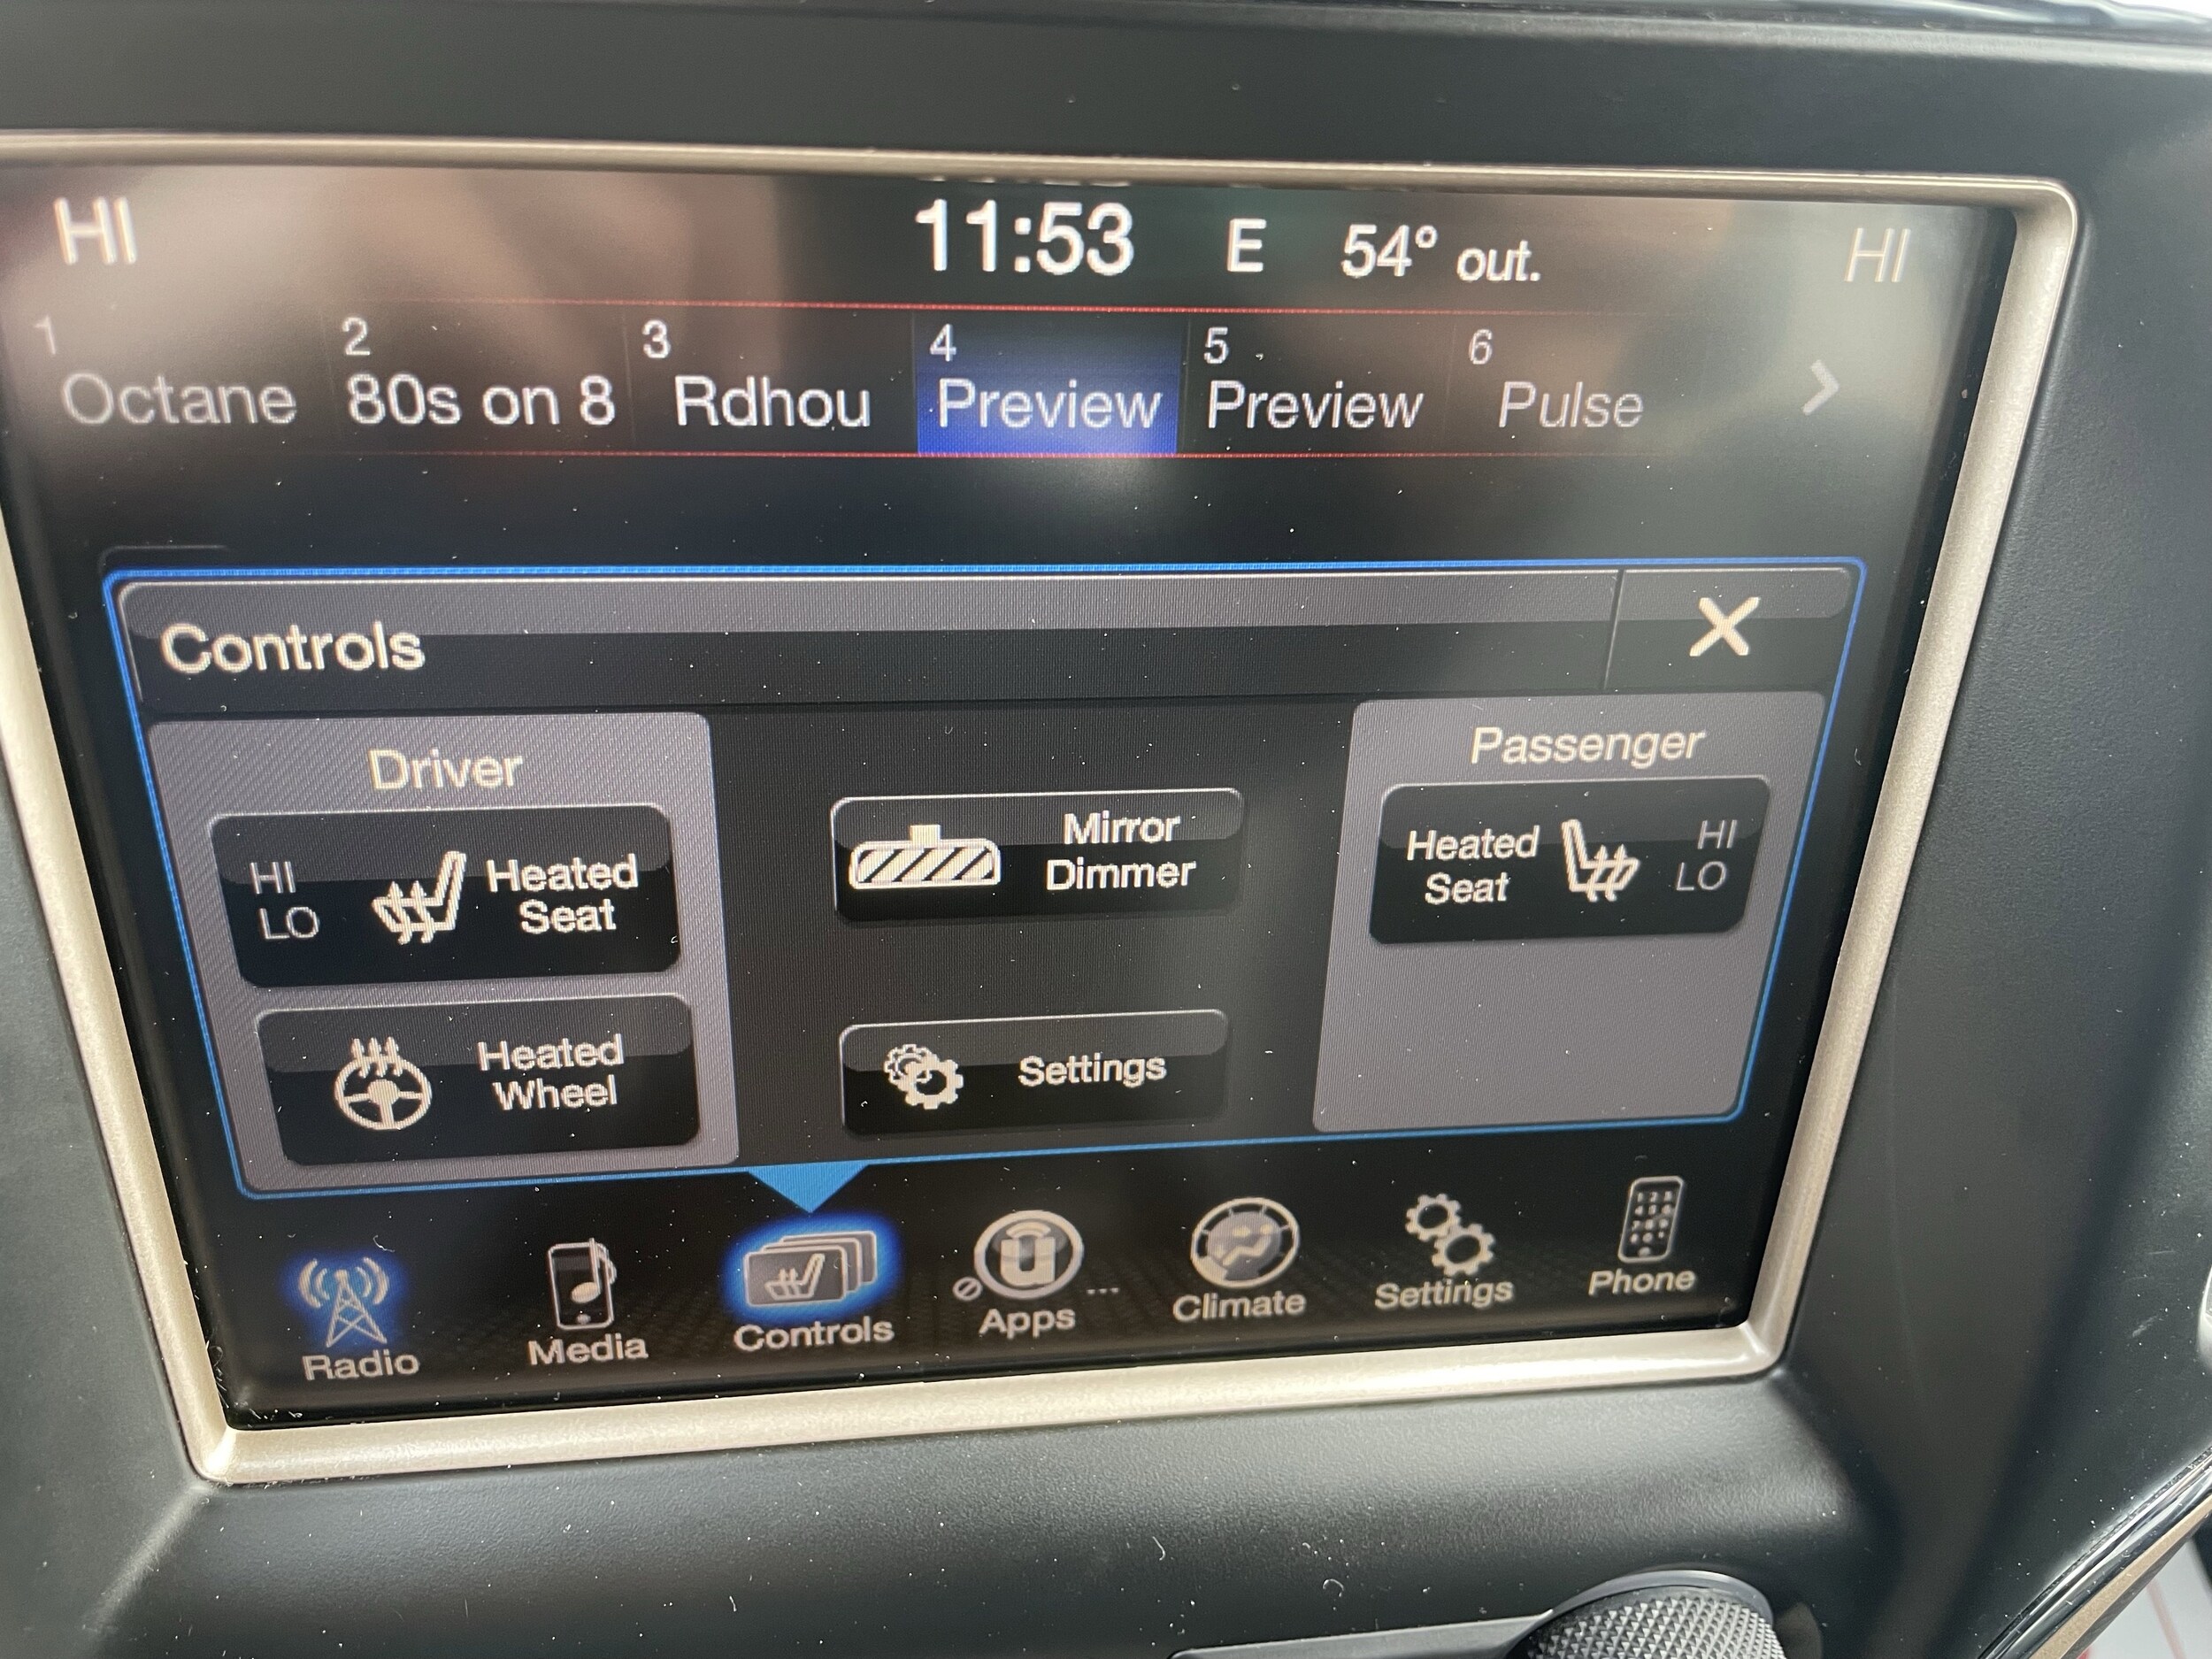 HI 11:53 E 54° out. HI
1 2 3 4 5 6
Octane 80s on 8 Rdhou Preview Preview Pulse
Controls X
Driver
HI
LO
Heated
Seat
Heated
Wheel
Mirror
Dimmer
Settings
Passenger
Heated
Seat
HI
LO
Radio Media Controls Apps ... Climate Settings Phone